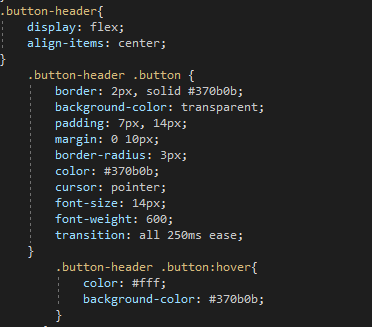 .button-header{
display: flex;
align-items: center;
}
.button-header .button {
border: 2px, solid #370b0b;
background-color: transparent;
padding: 7px, 14px;
margin: 0 10px;
border-radius: 3px;
color: #370b0b;
cursor: pointer;
font-size: 14px;
font-weight: 600;
transition: all 250ms ease;
}
.button-header .button:hover{
color: #fff;
background-color: #370b0b;
}